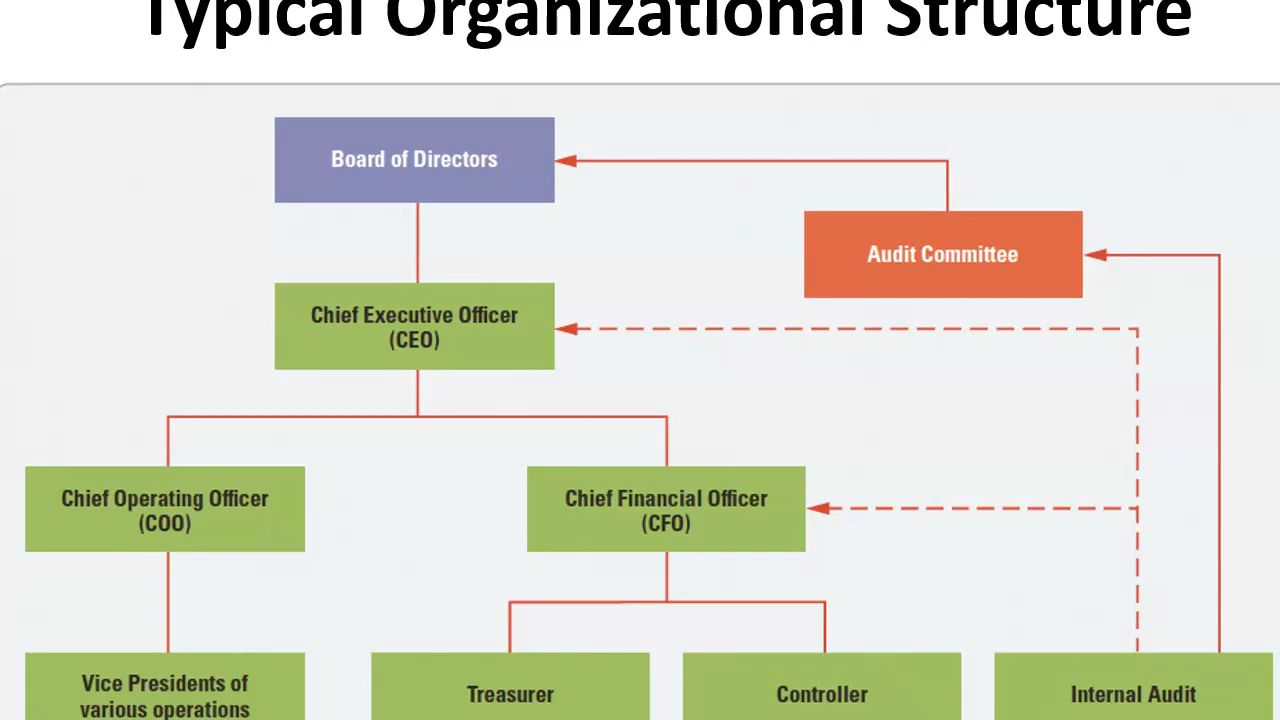 Typical Organizational Structure
Board of Directors
Audit Committee
Chief Executive Officer
(CEO)
Chief Operating Officer
(COO)
Chief Financial Officer
(CFO)
Vice Presidents of
various operations
Treasurer
Controller
Internal Audit